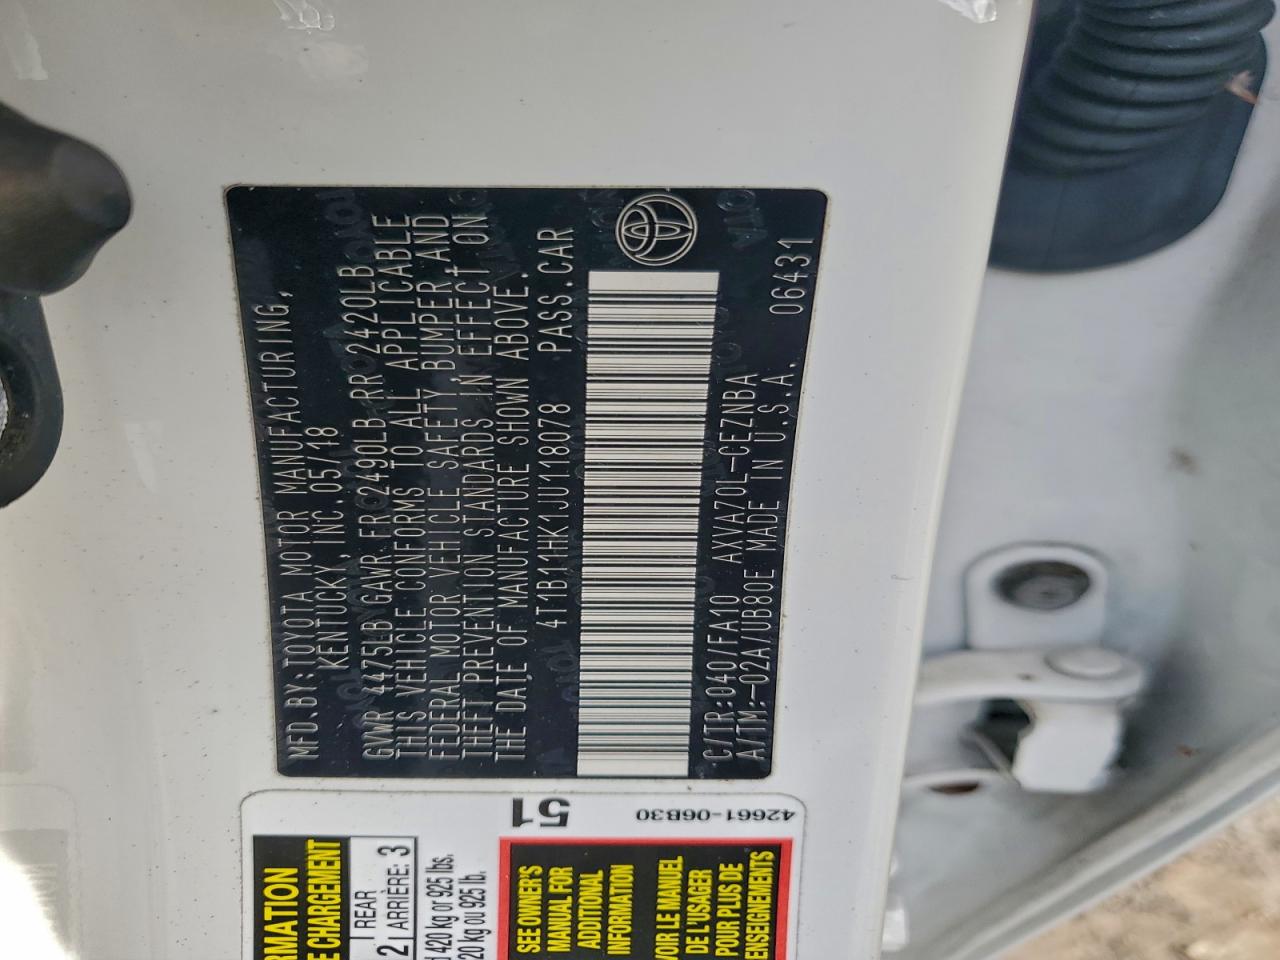 MFD.BY:TOYOTA MOTOR MANUFACTURING,
KENTUCKY, INC.05/18
GVWR 4475LB GAWR FR 2490LB RR 2420LB
THIS VEHICLE CONFORMS TO ALL APPLICABLE
FEDERAL MOTOR VEHICLE SAFETY,BUMPER AND
THEFT PREVENTION STANDARDS IN EFFECT ON
THE DATE OF MANUFACTURE SHOWN ABOVE.
4T1B11HK1JU118078 PASS.CAR
C/TR:040/FA10 AXVA70L-CEZNBA
A/TM:-02A/UB80E MADE IN U.S.A. 06431
51
42661-06B30
RMATION
E CHARGEMENT
2 REAR
ARRIÈRE: 3
420 kg or 925 lbs.
20 kg ou 925 lb.
SEE OWNER'S
MANUAL FOR
ADDITIONAL
INFORMATION
VOIR LE MANUEL
DE L'USAGER
POUR PLUS DE
ENSEIGNEMENTS